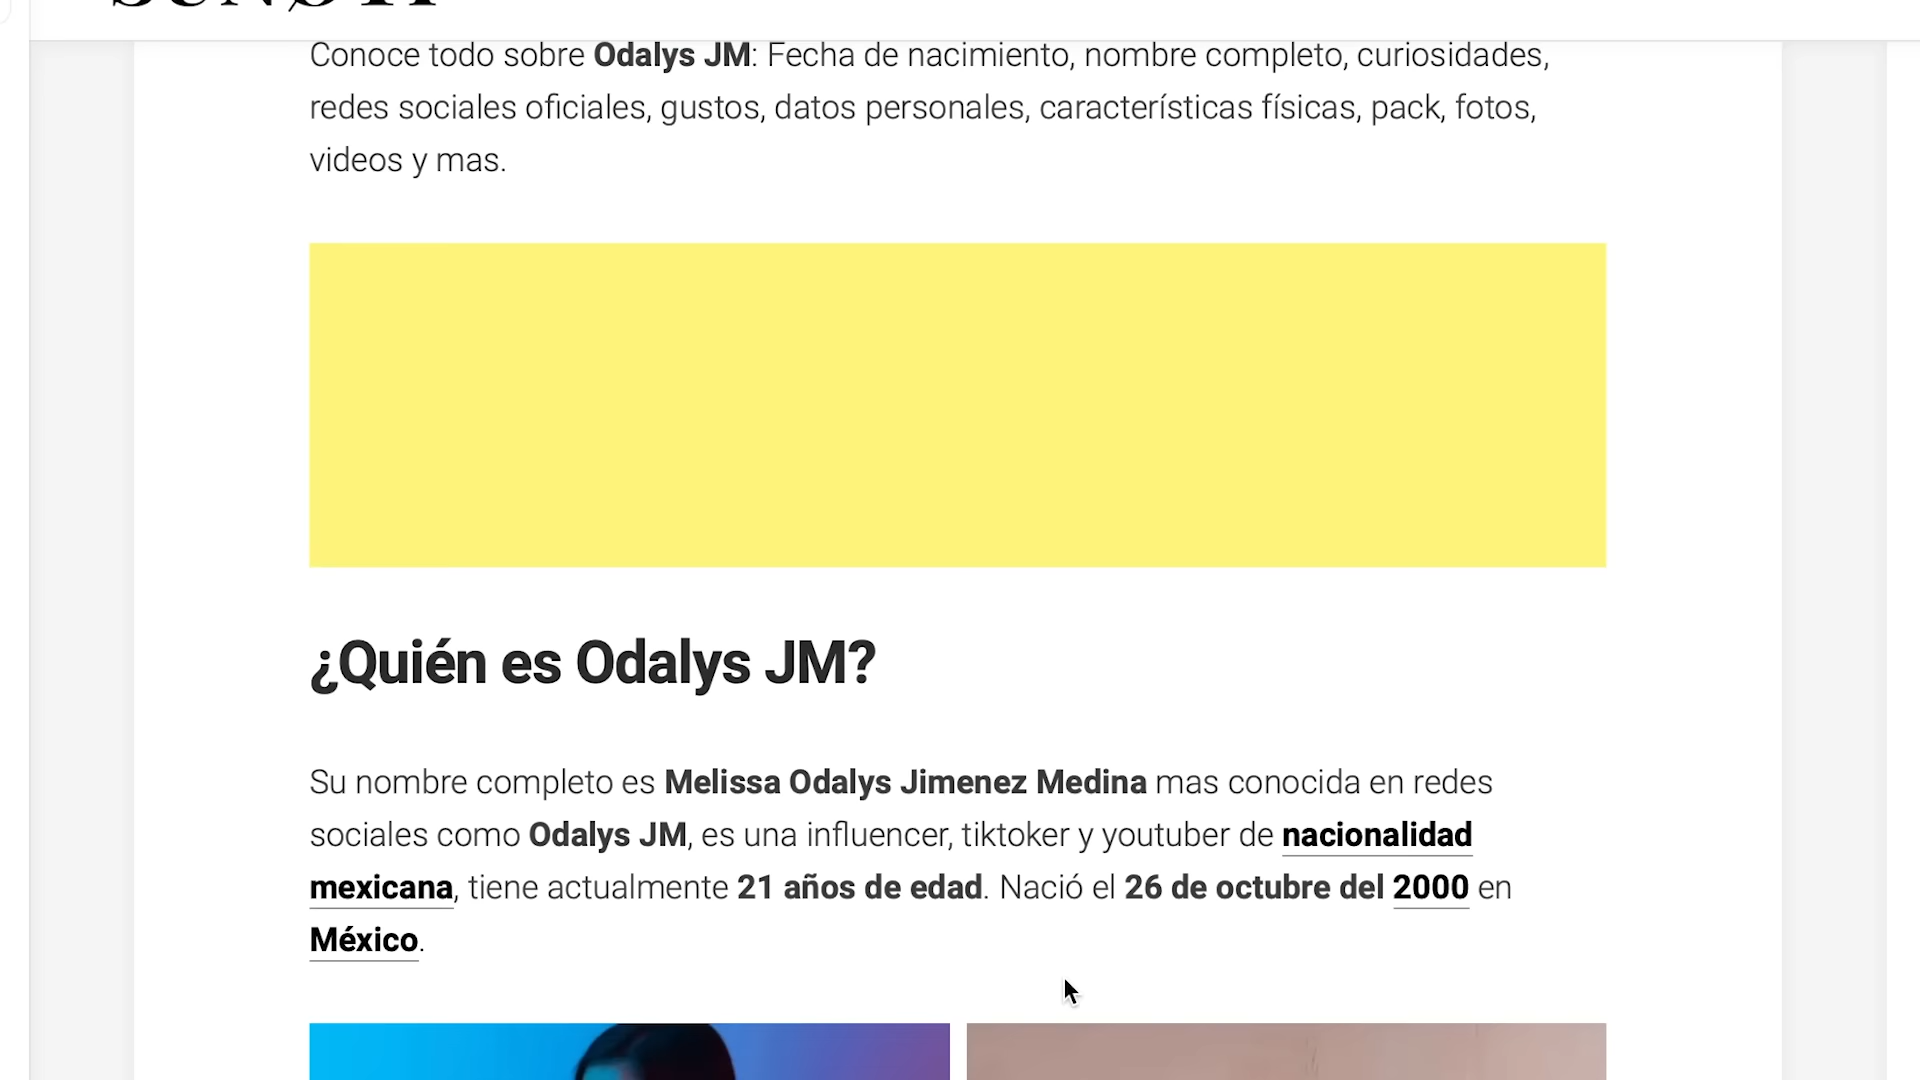 Conoce todo sobre Odalys JM: Fecha de nacimiento, nombre completo, curiosidades,
redes sociales oficiales, gustos, datos personales, características físicas, pack, fotos,
videos y mas.
¿Quién es Odalys JM?
Su nombre completo es Melissa Odalys Jimenez Medina mas conocida en redes
sociales como Odalys JM, es una influencer, tiktoker y youtuber de nacionalidad
mexicana, tiene actualmente 21 años de edad. Nació el 26 de octubre del 2000 en
México.